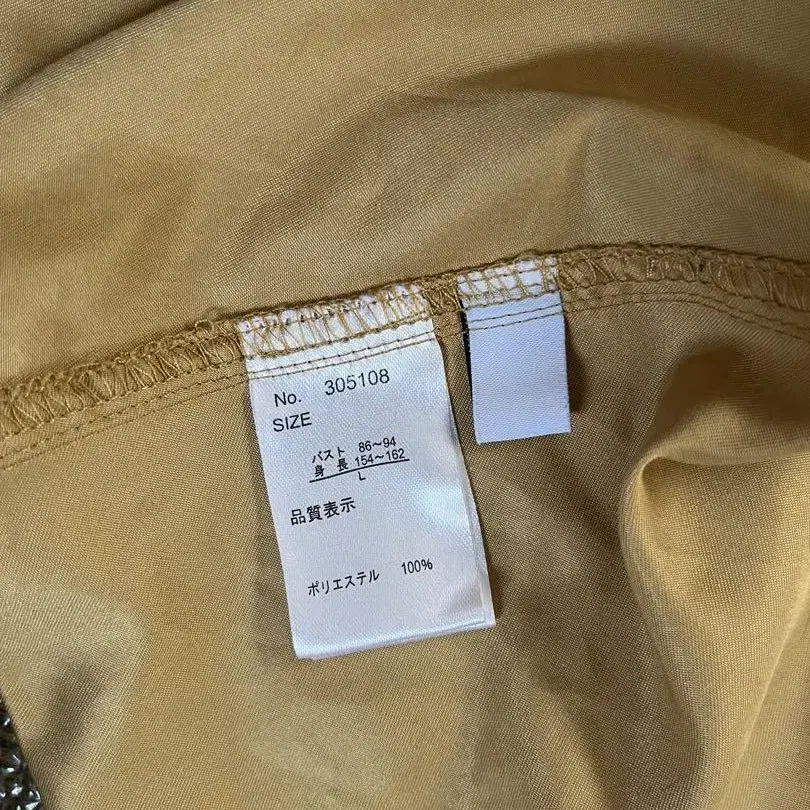 No. 305108
SIZE
バスト 86〜94
身長 154〜162
L
品質表示
ポリエステル 100%